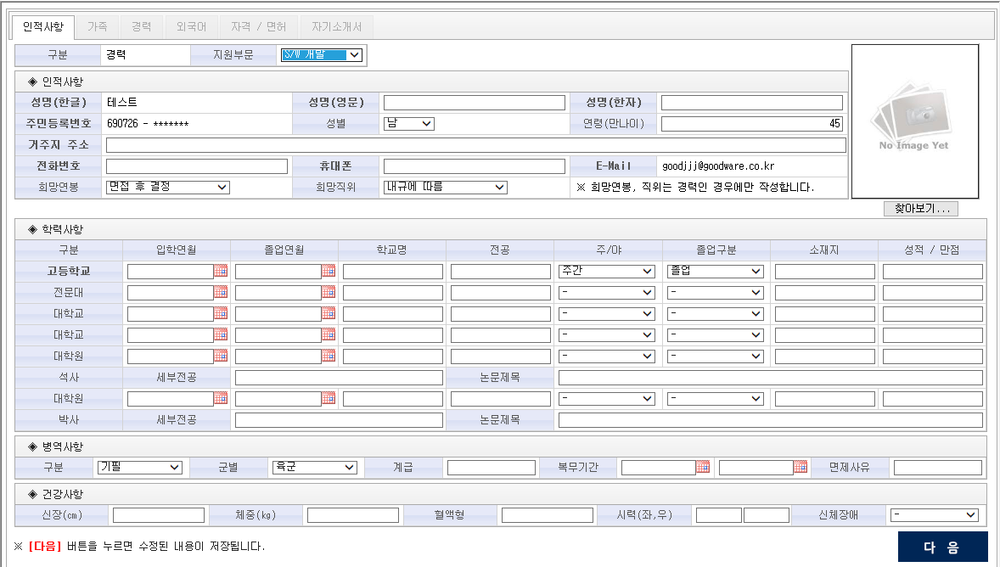 인적사항 가족 경력 외국어 자격 / 면허 자기소개서
구분 경력 지원부문 S/W 개발
◈ 인적사항
성명(한글) 테스트 성명(영문) 성명(한자)
주민등록번호 690726 - ******* 성별 남 연령(만나이) 45
거주지 주소
전화번호 휴대폰 E-Mail goodjjj@goodware.co.kr
희망연봉 면접 후 결정 희망직위 내규에 따름 ※ 희망연봉, 직위는 경력인 경우에만 작성합니다.
No Image Yet
찾아보기...
◈ 학력사항
구분 입학연월 졸업연월 학교명 전공 주/야 졸업구분 소재지 성적 / 만점
고등학교 주간 졸업
전문대 - -
대학교 - -
대학교 - -
대학원 - -
석사 세부전공 논문제목
대학원 - -
박사 세부전공 논문제목
◈ 병역사항
구분 기필 군별 육군 계급 복무기간 면제사유
◈ 건강사항
신장(cm) 체중(kg) 혈액형 시력(좌,우) 신체장애 -
※ [다음] 버튼을 누르면 수정된 내용이 저장됩니다.
다 음